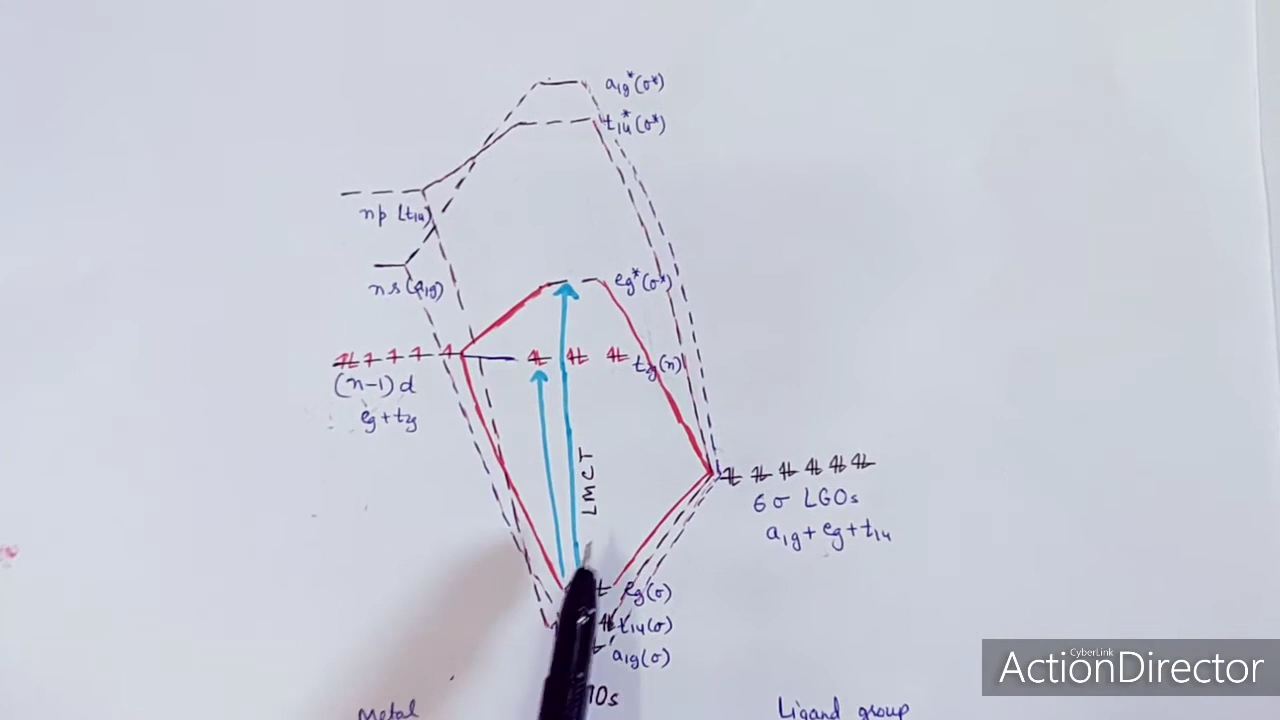 a1g*(σ*)
t1u*(σ*)
np (t1u)
ns (a1g)
eg*(σ*)
t2g(n)
(n-1) d
eg + t2g
LMCT
6σ LGOs
a1g + eg + t1u
eg(σ)
t1u(σ)
a1g(σ)
Metal
Ligand group
CyberLink
ActionDirector